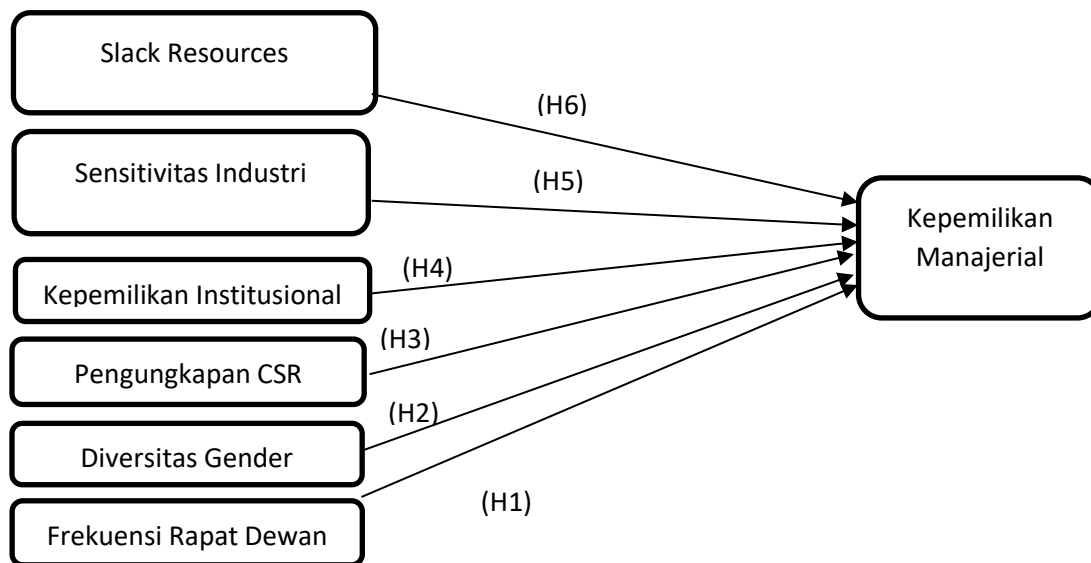 Slack Resources
(H6)
Sensitivitas Industri
(H5)
Kepemilikan
Manajerial
Kepemilikan Institusional
(H4)
(H3)
Pengungkapan CSR
(H2)
Diversitas Gender
(H1)
Frekuensi Rapat Dewan